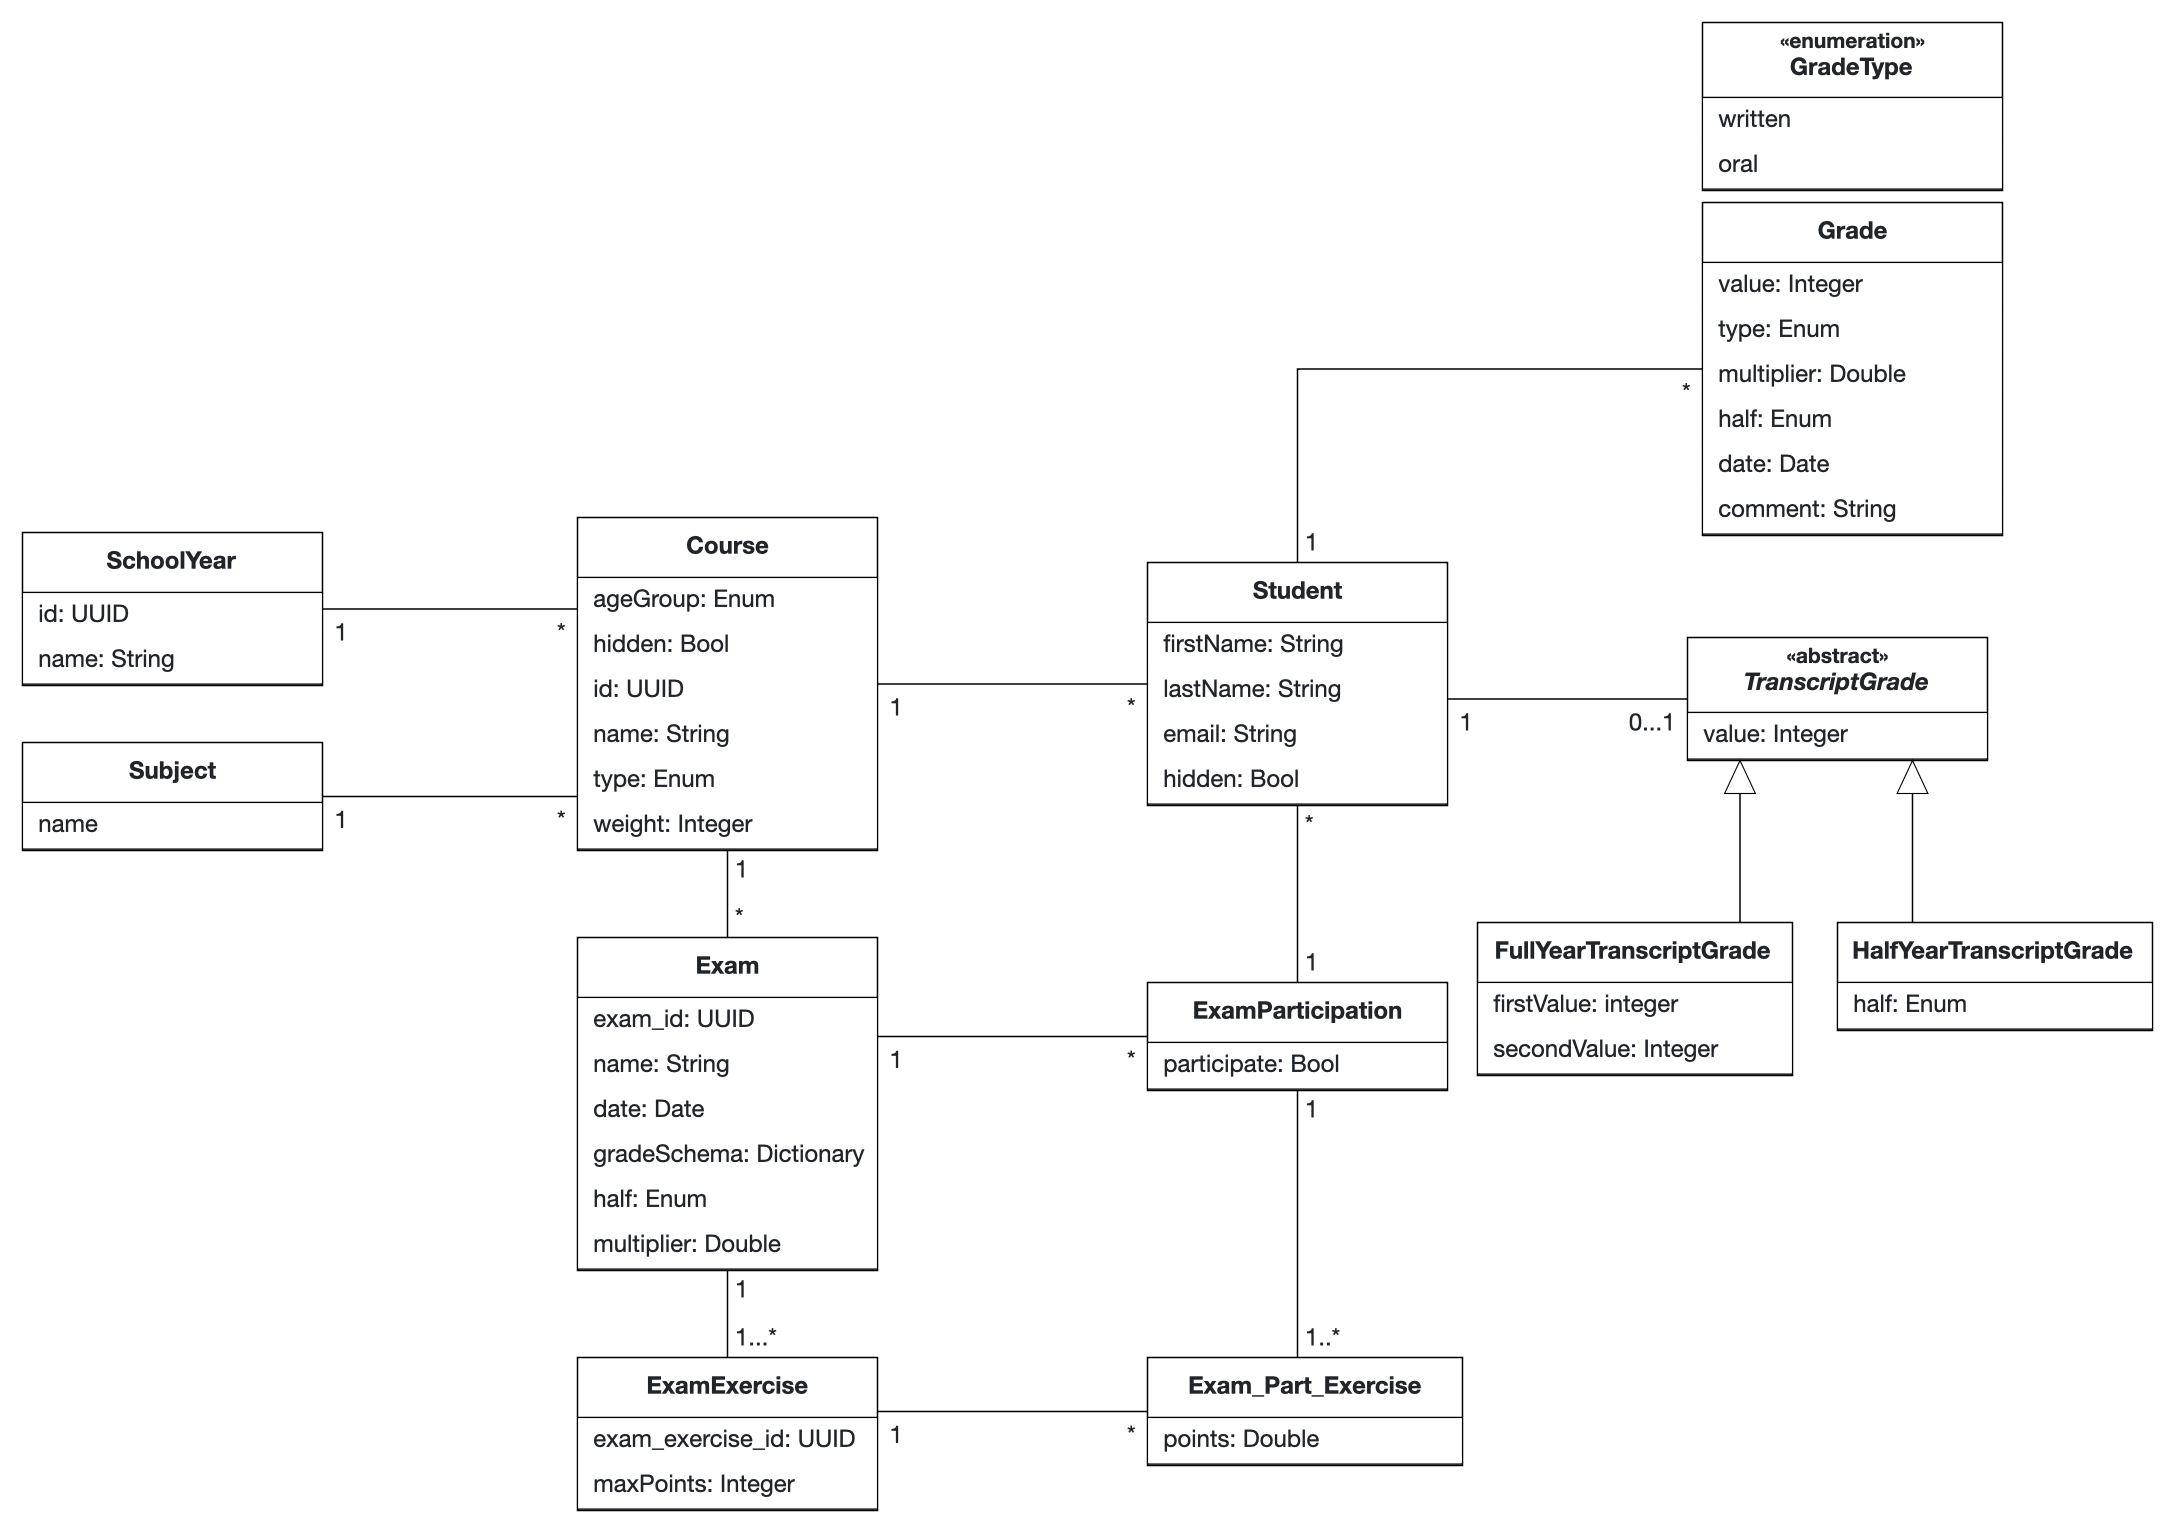 «enumeration»
GradeType
written
oral
Grade
value: Integer
type: Enum
multiplier: Double
half: Enum
date: Date
comment: String
*
1
SchoolYear
id: UUID
name: String
1
*
Subject
name
1
*
Course
ageGroup: Enum
hidden: Bool
id: UUID
name: String
type: Enum
weight: Integer
1
*
1
*
Student
firstName: String
lastName: String
email: String
hidden: Bool
1
0...1
*
1
«abstract»
TranscriptGrade
value: Integer
FullYearTranscriptGrade
firstValue: integer
secondValue: Integer
HalfYearTranscriptGrade
half: Enum
Exam
exam_id: UUID
name: String
date: Date
gradeSchema: Dictionary
half: Enum
multiplier: Double
1
*
1
1...*
ExamParticipation
participate: Bool
1
1..*
ExamExercise
exam_exercise_id: UUID
maxPoints: Integer
1
*
Exam_Part_Exercise
points: Double